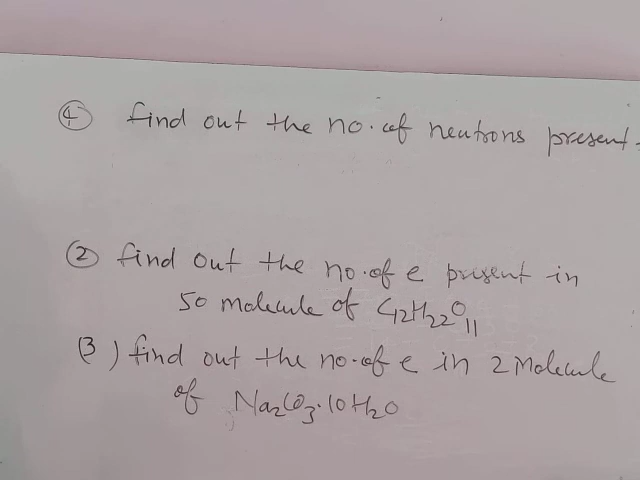 ④ find out the no. of neutrons present
② find out the no. of e present in
50 molecule of C12H22O11
(3) find out the no. of e in 2 Molecule
of Na2CO3.10H2O